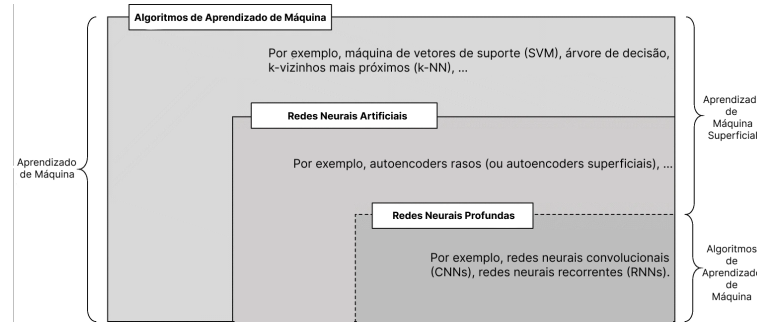 Algoritmos de Aprendizado de Máquina
Por exemplo, máquina de vetores de suporte (SVM), árvore de decisão,
k-vizinhos mais próximos (k-NN), ...
Redes Neurais Artificiais
Por exemplo, autoencoders rasos (ou autoencoders superficiais), ...
Redes Neurais Profundas
Por exemplo, redes neurais convolucionais
(CNNs), redes neurais recorrentes (RNNs).
Aprendizado
de Máquina
Aprendizad
de
Máquina
Superficial
Algoritmos
de
Aprendizado
de
Máquina